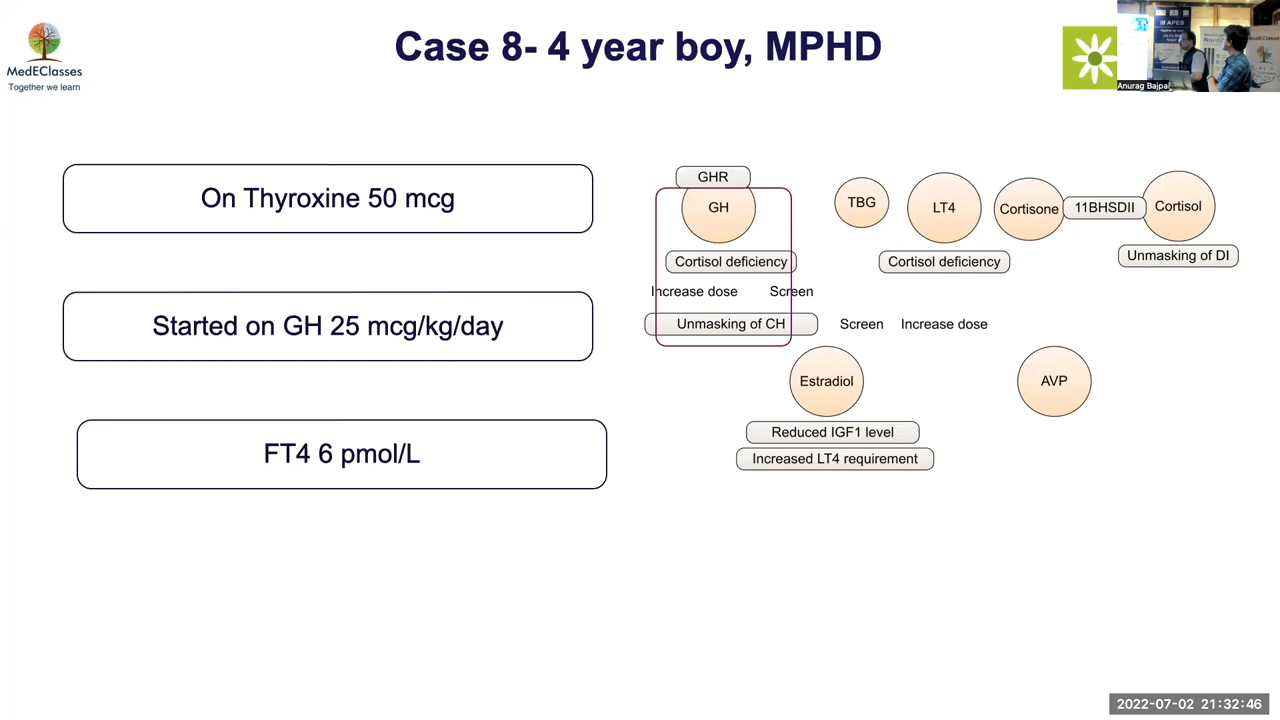 Case 8- 4 year boy, MPHD
MedEClasses
Together we learn
III APES
Anurag Bajpai
On Thyroxine 50 mcg
Started on GH 25 mcg/kg/day
FT4 6 pmol/L
GHR
GH
Cortisol deficiency
Increase dose
Screen
Unmasking of CH
TBG
LT4
Cortisone
11BHSDII
Cortisol
Cortisol deficiency
Unmasking of DI
Screen
Increase dose
Estradiol
AVP
Reduced IGF1 level
Increased LT4 requirement
2022-07-02 21:32:46